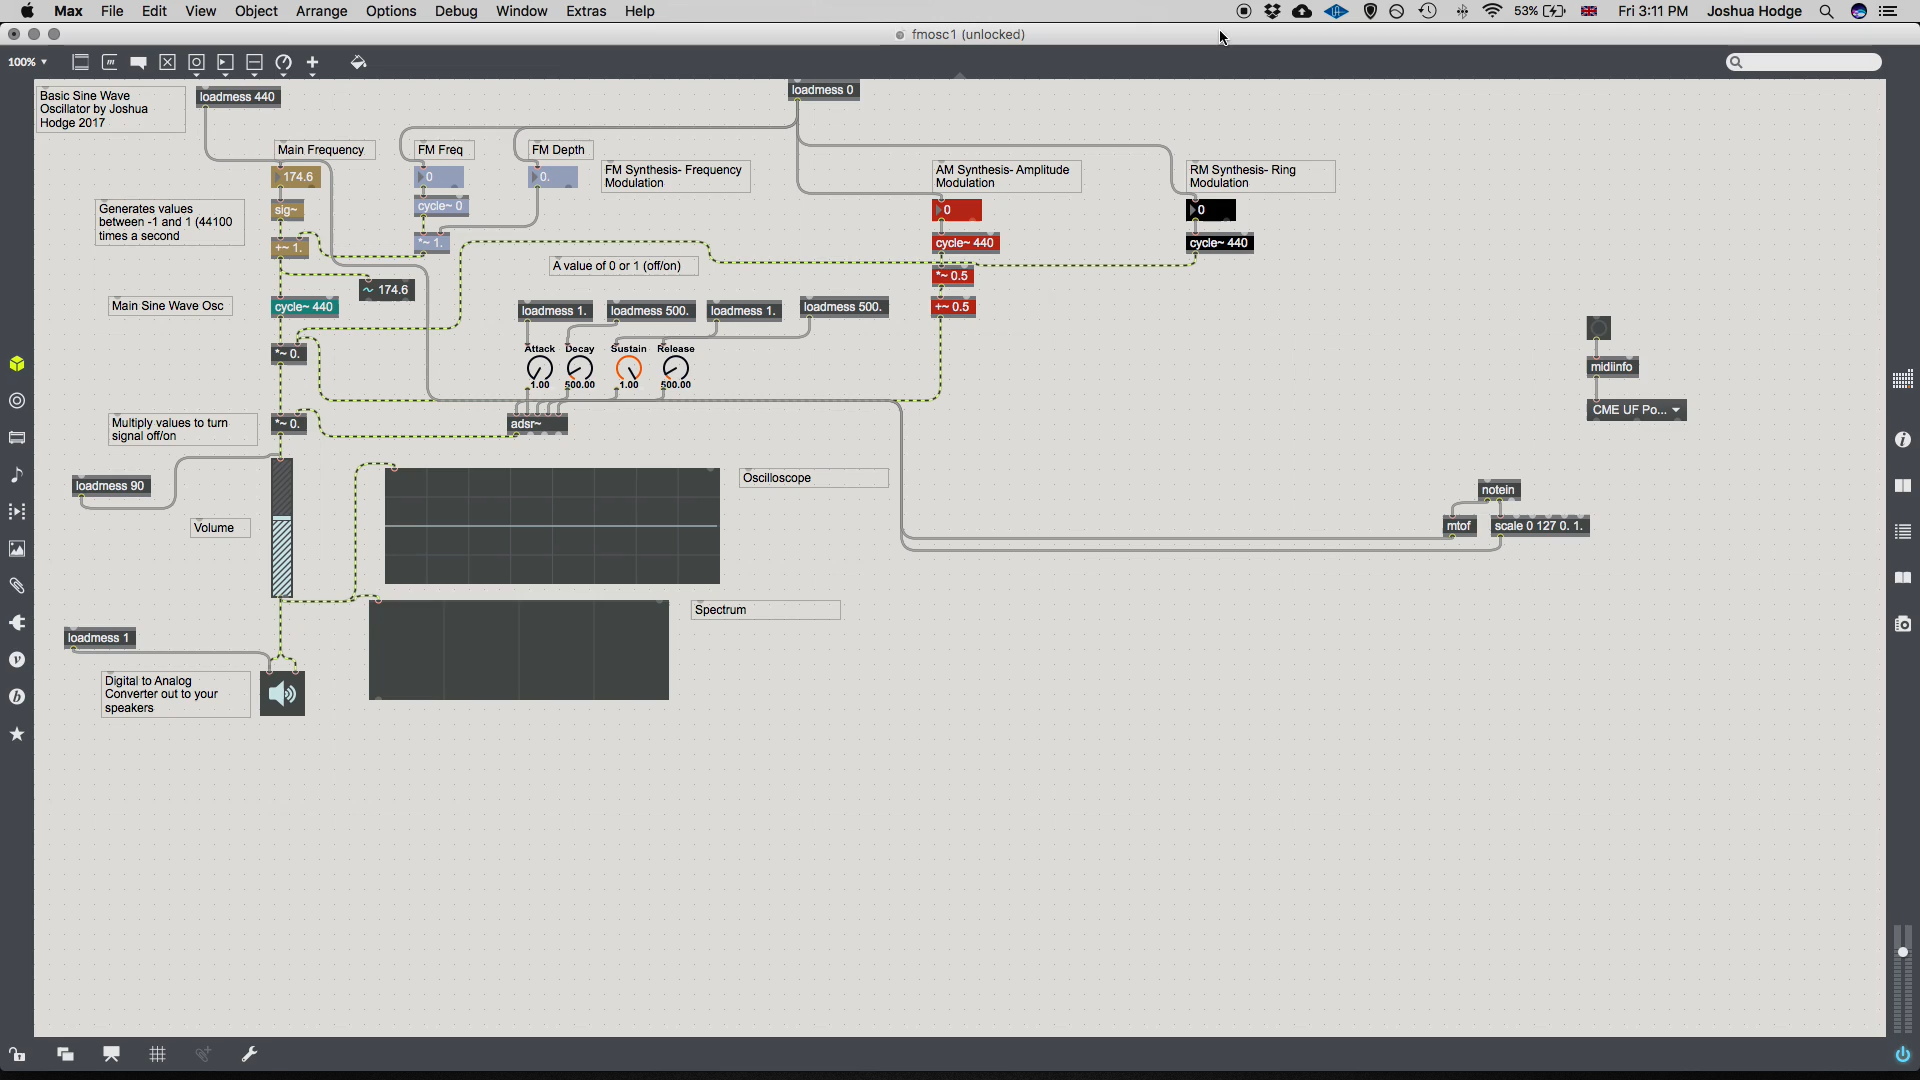 Max File Edit View Object Arrange Options Debug Window Extras Help
53% Fri 3:11 PM Joshua Hodge
fmosc1 (unlocked)
100%
Basic Sine Wave
Oscillator by Joshua
Hodge 2017
loadmess 440
loadmess 0
Main Frequency
FM Freq
FM Depth
174.6
0
0.
FM Synthesis- Frequency
Modulation
AM Synthesis- Amplitude
Modulation
RM Synthesis- Ring
Modulation
Generates values
between -1 and 1 (44100
times a second
sig~
cycle~ 0
0
0
+~ 1.
*~ 1.
cycle~ 440
cycle~ 440
A value of 0 or 1 (off/on)
*~ 0.5
~ 174.6
Main Sine Wave Osc
cycle~ 440
loadmess 1.
loadmess 500.
loadmess 1.
loadmess 500.
+~ 0.5
*~ 0.
Attack
Decay
Sustain
Release
1.00
500.00
1.00
500.00
midiinfo
CME UF Po...
Multiply values to turn
signal off/on
*~ 0.
adsr~
loadmess 90
Oscilloscope
notein
Volume
mtof
scale 0 127 0. 1.
Spectrum
loadmess 1
Digital to Analog
Converter out to your
speakers